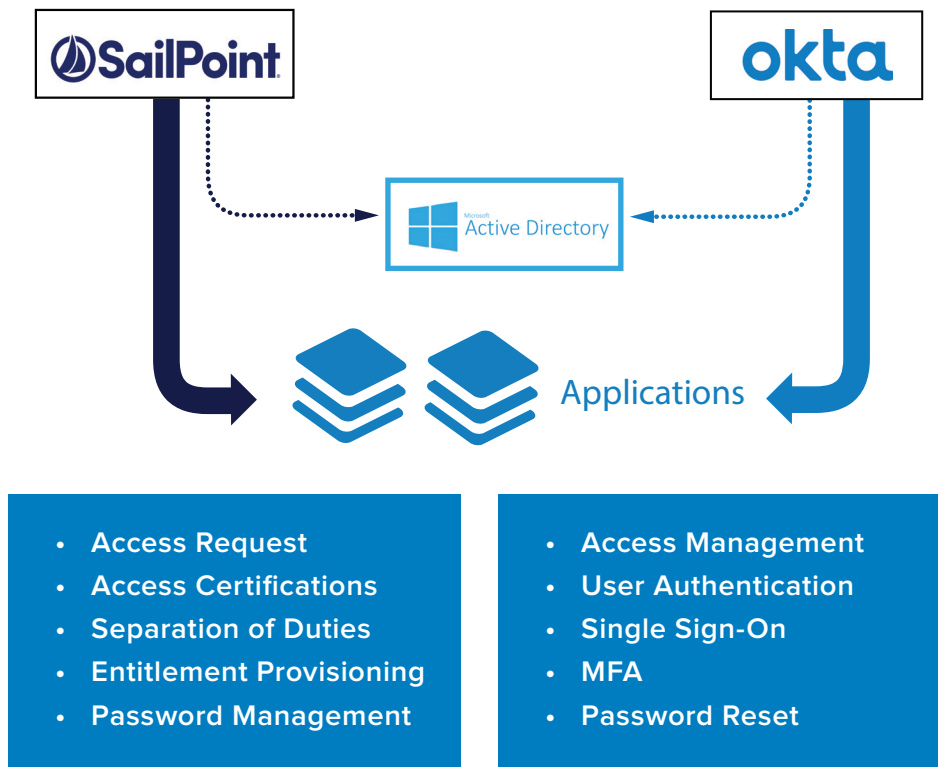 SailPoint
okta
Microsoft
Active Directory
Applications
• Access Request
• Access Certifications
• Separation of Duties
• Entitlement Provisioning
• Password Management
• Access Management
• User Authentication
• Single Sign-On
• MFA
• Password Reset